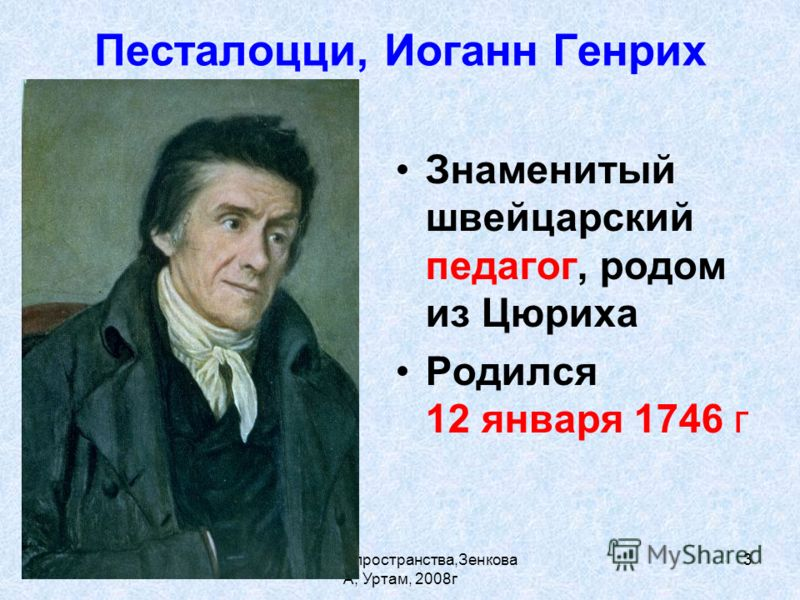 Песталоцци, Иоганн Генрих
• Знаменитый
швейцарский
педагог, родом
из Цюриха
• Родился
12 января 1746 г
пространства,Зенкова
А, Уртам, 2008г
3
MyShared